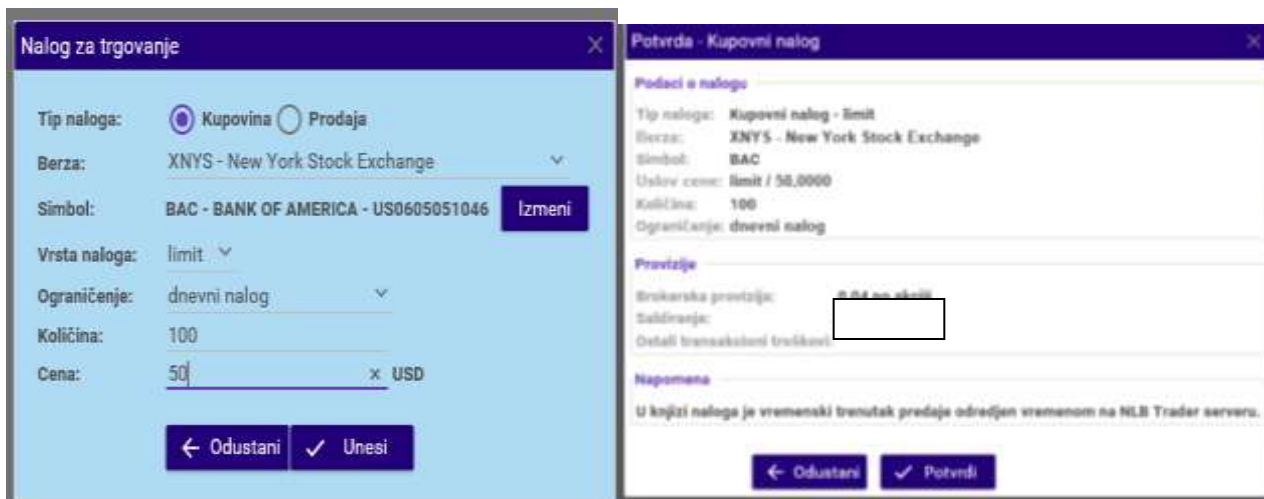 Nalog za trgovanje
Tip naloga: Kupovina Prodaja
Berza: XNYS - New York Stock Exchange
Simbol: BAC - BANK OF AMERICA - US0605051046 Izmeni
Vrsta naloga: limit
Ograničenje: dnevni nalog
Količina: 100
Cena: 50 × USD
← Odustani ✓ Unesi
Potvrda - Kupovni nalog
Podaci o nalogu
Tip naloga: Kupovni nalog - limit
Berza: XNYS - New York Stock Exchange
Simbol: BAC
Uslov cene: limit / 50,0000
Količina: 100
Ograničenje: dnevni nalog
Provizije
Brokerska provizija: 0,04 po akciji
Saldiranje:
Ostali transakcioni troškovi:
Napomena
U knjizi naloga je vremenski trenutak predaje odredjen vremenom na NLB Trader serveru.
← Odustani ✓ Potvrdi